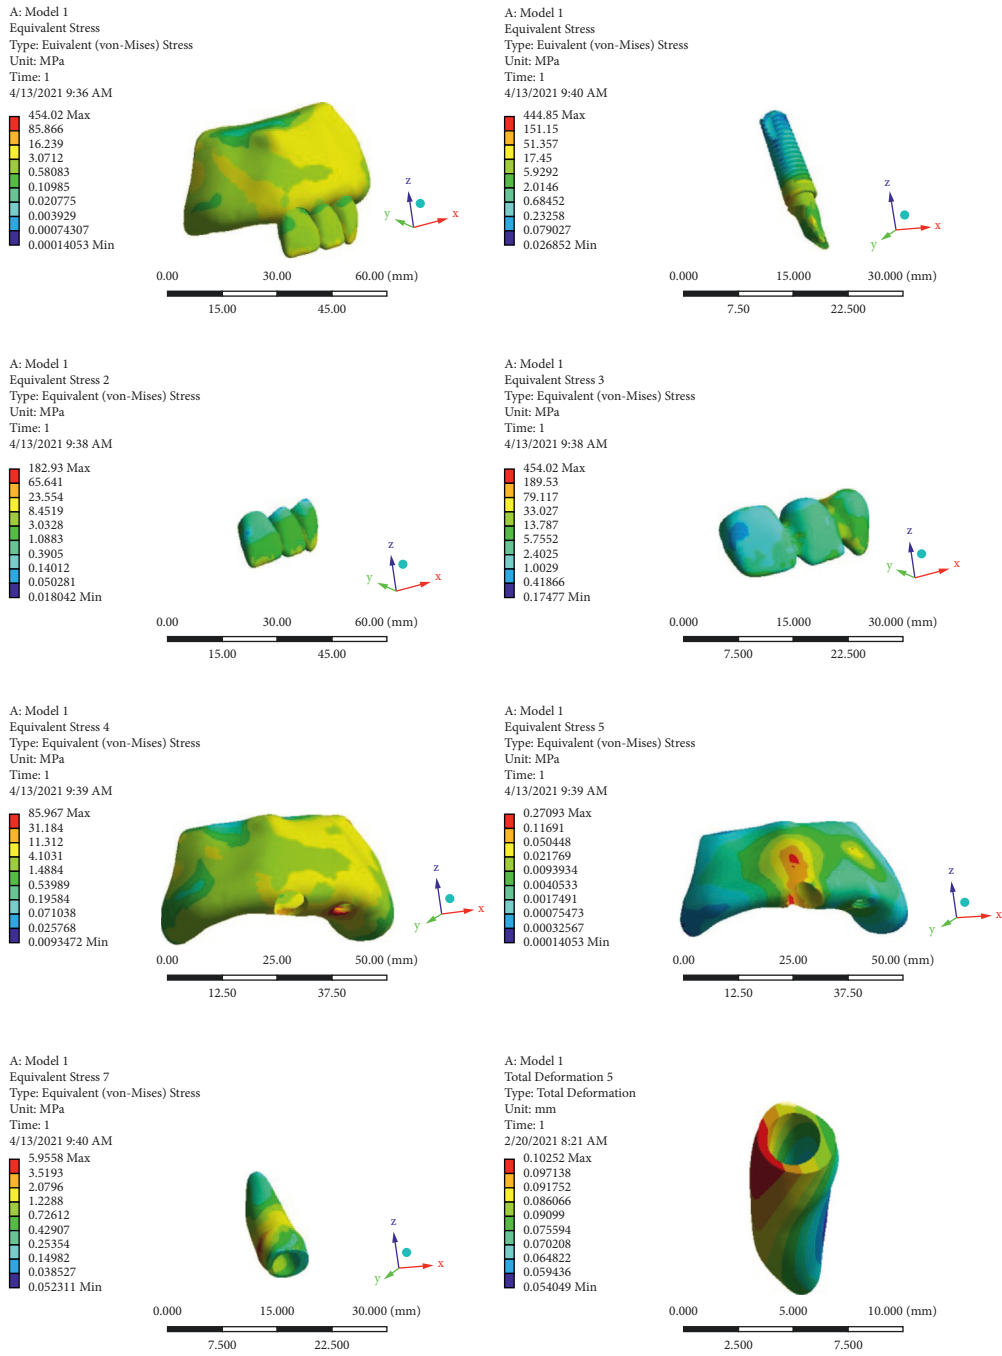 A: Model 1
Equivalent Stress
Type: Euivalent (von-Mises) Stress
Unit: MPa
Time: 1
4/13/2021 9:36 AM
454.02 Max
85.866
16.239
3.0712
0.58083
0.10985
0.020775
0.003929
0.00074307
0.00014053 Min
z
y
x
0.00
30.00
60.00 (mm)
15.00
45.00
A: Model 1
Equivalent Stress
Type: Euivalent (von-Mises) Stress
Unit: MPa
Time: 1
4/13/2021 9:40 AM
444.85 Max
151.15
51.357
17.45
5.9292
2.0146
0.68452
0.23258
0.079027
0.026852 Min
z
x
y
0.000
15.000
30.000 (mm)
7.50
22.500
A: Model 1
Equivalent Stress 2
Type: Equivalent (von-Mises) Stress
Unit: MPa
Time: 1
4/13/2021 9:38 AM
182.93 Max
65.641
23.554
8.4519
3.0328
1.0883
0.3905
0.14012
0.050281
0.018042 Min
z
y
x
0.00
30.00
60.00 (mm)
15.00
45.00
A: Model 1
Equivalent Stress 3
Type: Equivalent (von-Mises) Stress
Unit: MPa
Time: 1
4/13/2021 9:38 AM
454.02 Max
189.53
79.117
33.027
13.787
5.7552
2.4025
1.0029
0.41866
0.17477 Min
z
y
x
0.000
15.000
30.000 (mm)
7.500
22.500
A: Model 1
Equivalent Stress 4
Type: Equivalent (von-Mises) Stress
Unit: MPa
Time: 1
4/13/2021 9:39 AM
85.967 Max
31.184
11.312
4.1031
1.4884
0.53989
0.19584
0.071038
0.025768
0.0093472 Min
z
x
y
0.00
25.00
50.00 (mm)
12.50
37.50
A: Model 1
Equivalent Stress 5
Type: Equivalent (von-Mises) Stress
Unit: MPa
Time: 1
4/13/2021 9:39 AM
0.27093 Max
0.11691
0.050448
0.021769
0.0093934
0.0040533
0.0017491
0.00075473
0.00032567
0.00014053 Min
z
x
y
0.00
25.00
50.00 (mm)
12.50
37.50
A: Model 1
Equivalent Stress 7
Type: Equivalent (von-Mises) Stress
Unit: MPa
Time: 1
4/13/2021 9:40 AM
5.9558 Max
3.5193
2.0796
1.2288
0.72612
0.42907
0.25354
0.14982
0.038527
0.052311 Min
z
x
y
0.000
15.000
30.000 (mm)
7.500
22.500
A: Model 1
Total Deformation 5
Type: Total Deformation
Unit: mm
Time: 1
2/20/2021 8:21 AM
0.10252 Max
0.097138
0.091752
0.086066
0.09099
0.075594
0.070208
0.064822
0.059436
0.054049 Min
0.000
5.000
10.000 (mm)
2.500
7.500